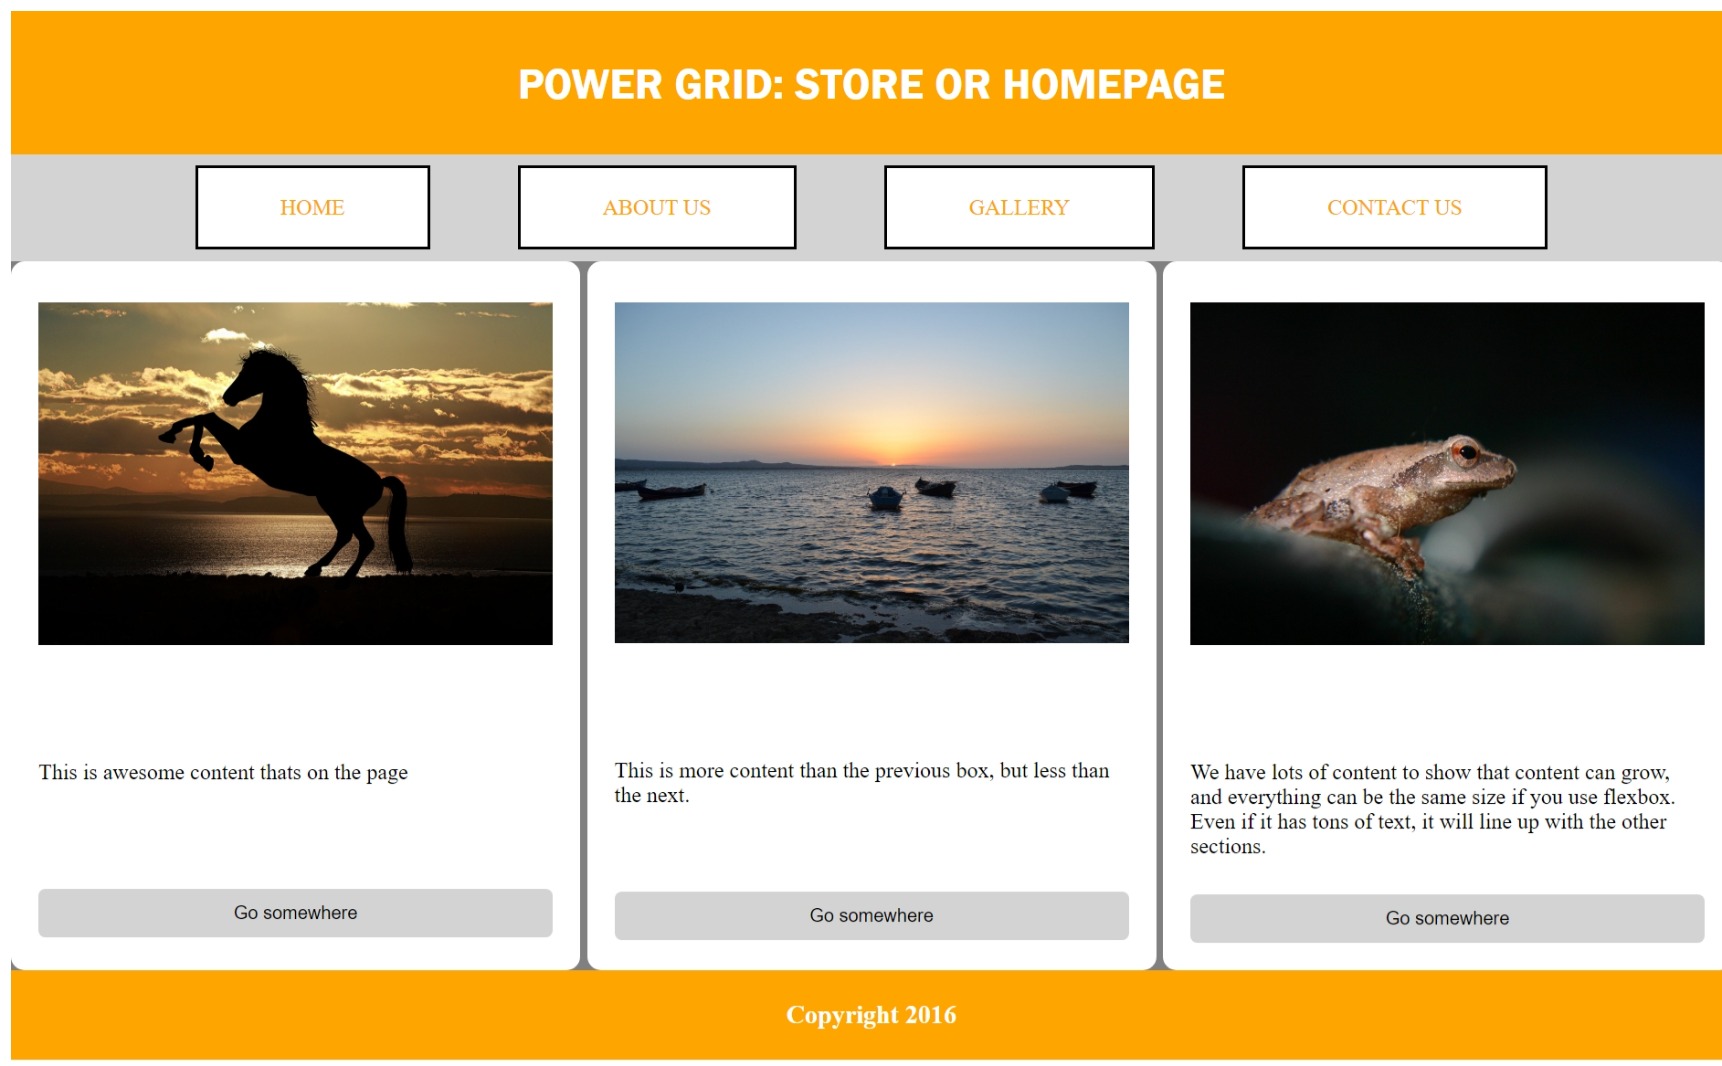 POWER GRID: STORE OR HOMEPAGE
HOME
ABOUT US
GALLERY
CONTACT US
This is awesome content thats on the page
Go somewhere
This is more content than the previous box, but less than
the next.
Go somewhere
We have lots of content to show that content can grow,
and everything can be the same size if you use flexbox.
Even if it has tons of text, it will line up with the other
sections.
Go somewhere
Copyright 2016